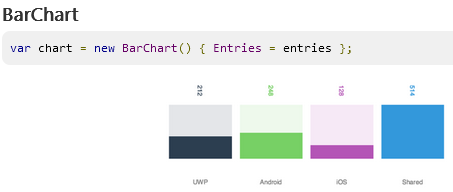 BarChart
var chart = new BarChart() { Entries = entries };
212 248 128 514
UWP Android iOS Shared